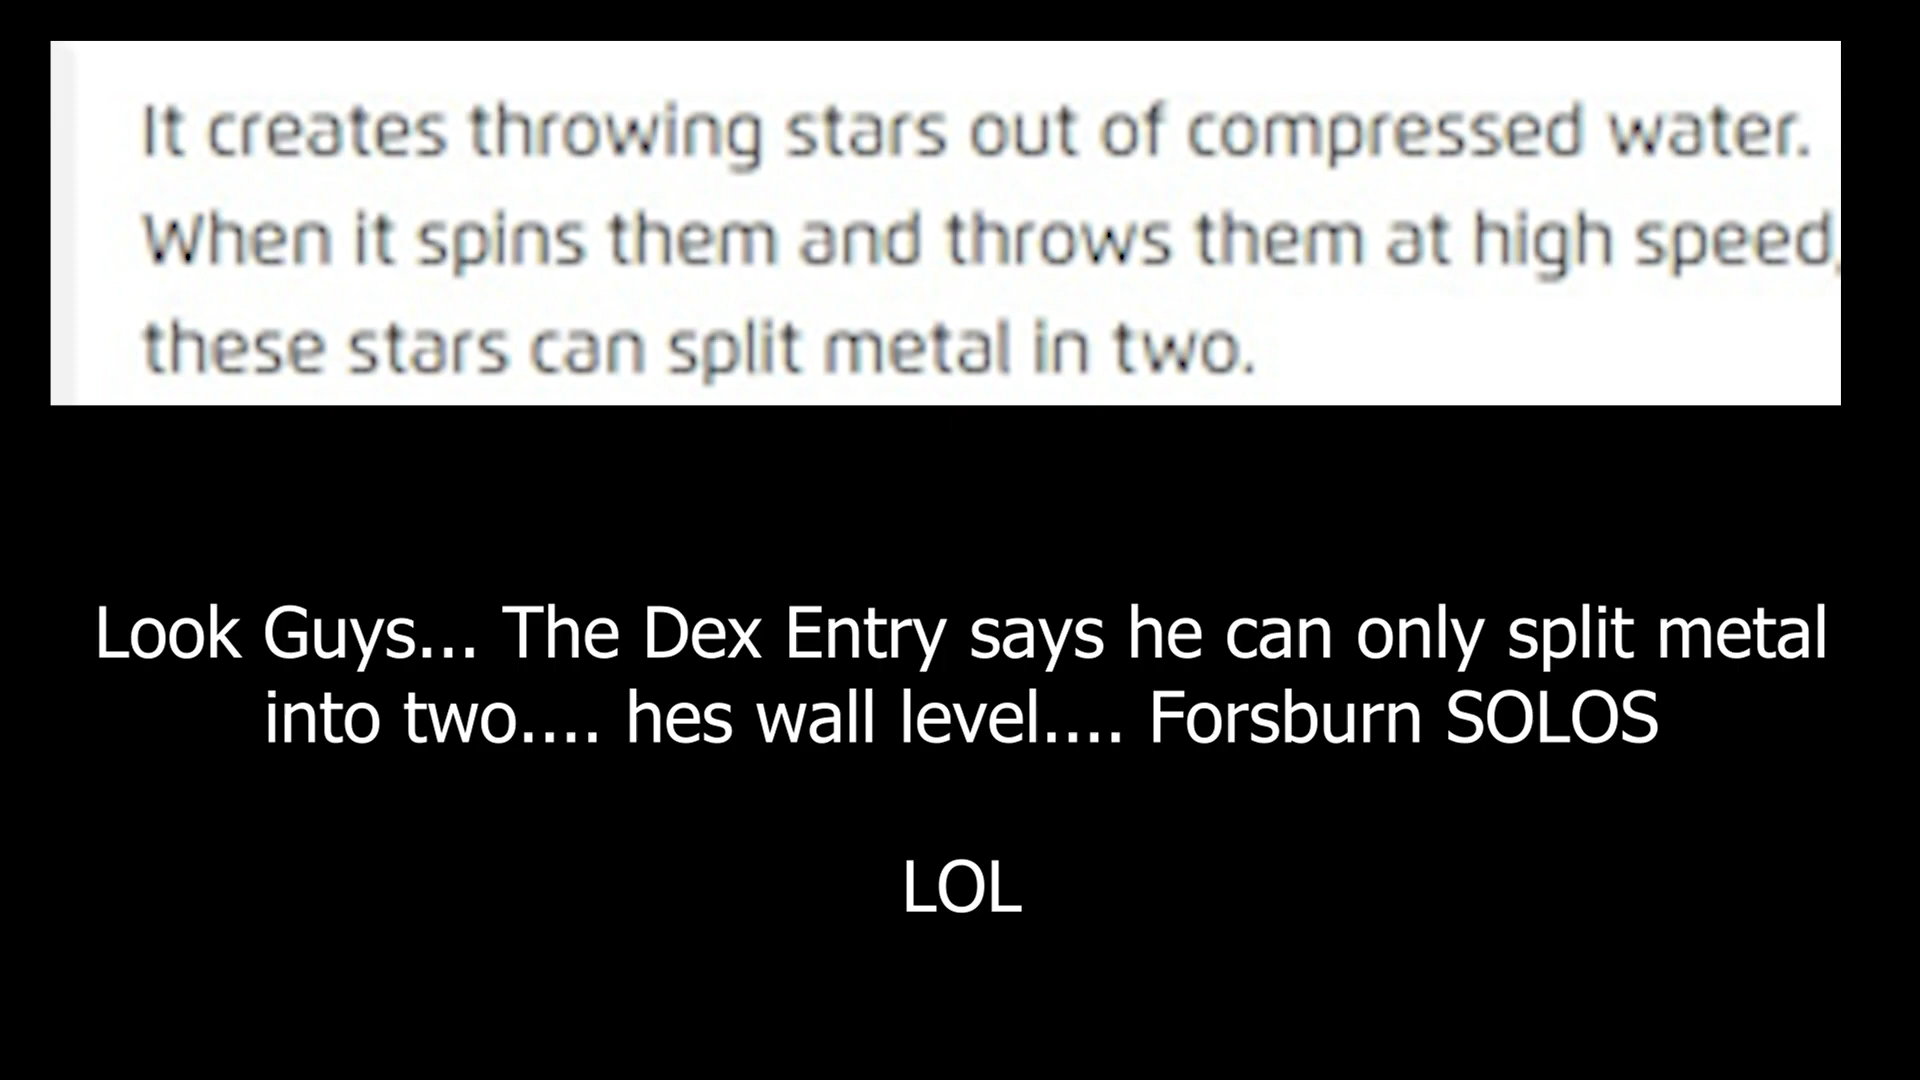 It creates throwing stars out of compressed water.
When it spins them and throws them at high speed,
these stars can split metal in two.
Look Guys... The Dex Entry says he can only split metal
into two.... hes wall level.... Forsburn SOLOS
LOL